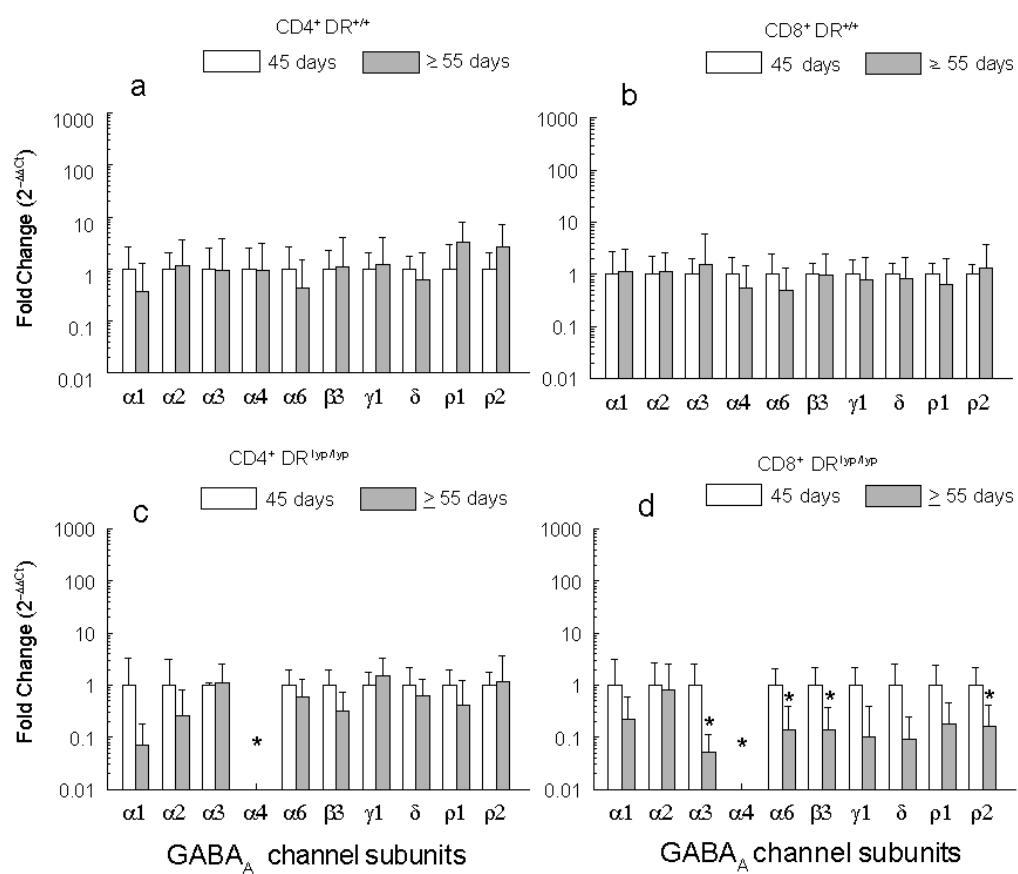 CD4⁺ DR⁺/⁺
45 days ≥ 55 days
a
Fold Change (2⁻ΔΔCt)
1000
100
10
1
0.1
0.01
α1 α2 α3 α4 α6 β3 γ1 δ ρ1 ρ2
CD8⁺ DR⁺/⁺
45 days ≥ 55 days
b
1000
100
10
1
0.1
0.01
α1 α2 α3 α4 α6 β3 γ1 δ ρ1 ρ2
CD4⁺ DRˡʸᵖ/ˡʸᵖ
45 days ≥ 55 days
c
Fold Change (2⁻ΔΔCt)
1000
100
10
1
0.1
0.01
*
α1 α2 α3 α4 α6 β3 γ1 δ ρ1 ρ2
GABA_A channel subunits
CD8⁺ DRˡʸᵖ/ˡʸᵖ
45 days ≥ 55 days
d
1000
100
10
1
0.1
0.01
* * * * *
α1 α2 α3 α4 α6 β3 γ1 δ ρ1 ρ2
GABA_A channel subunits